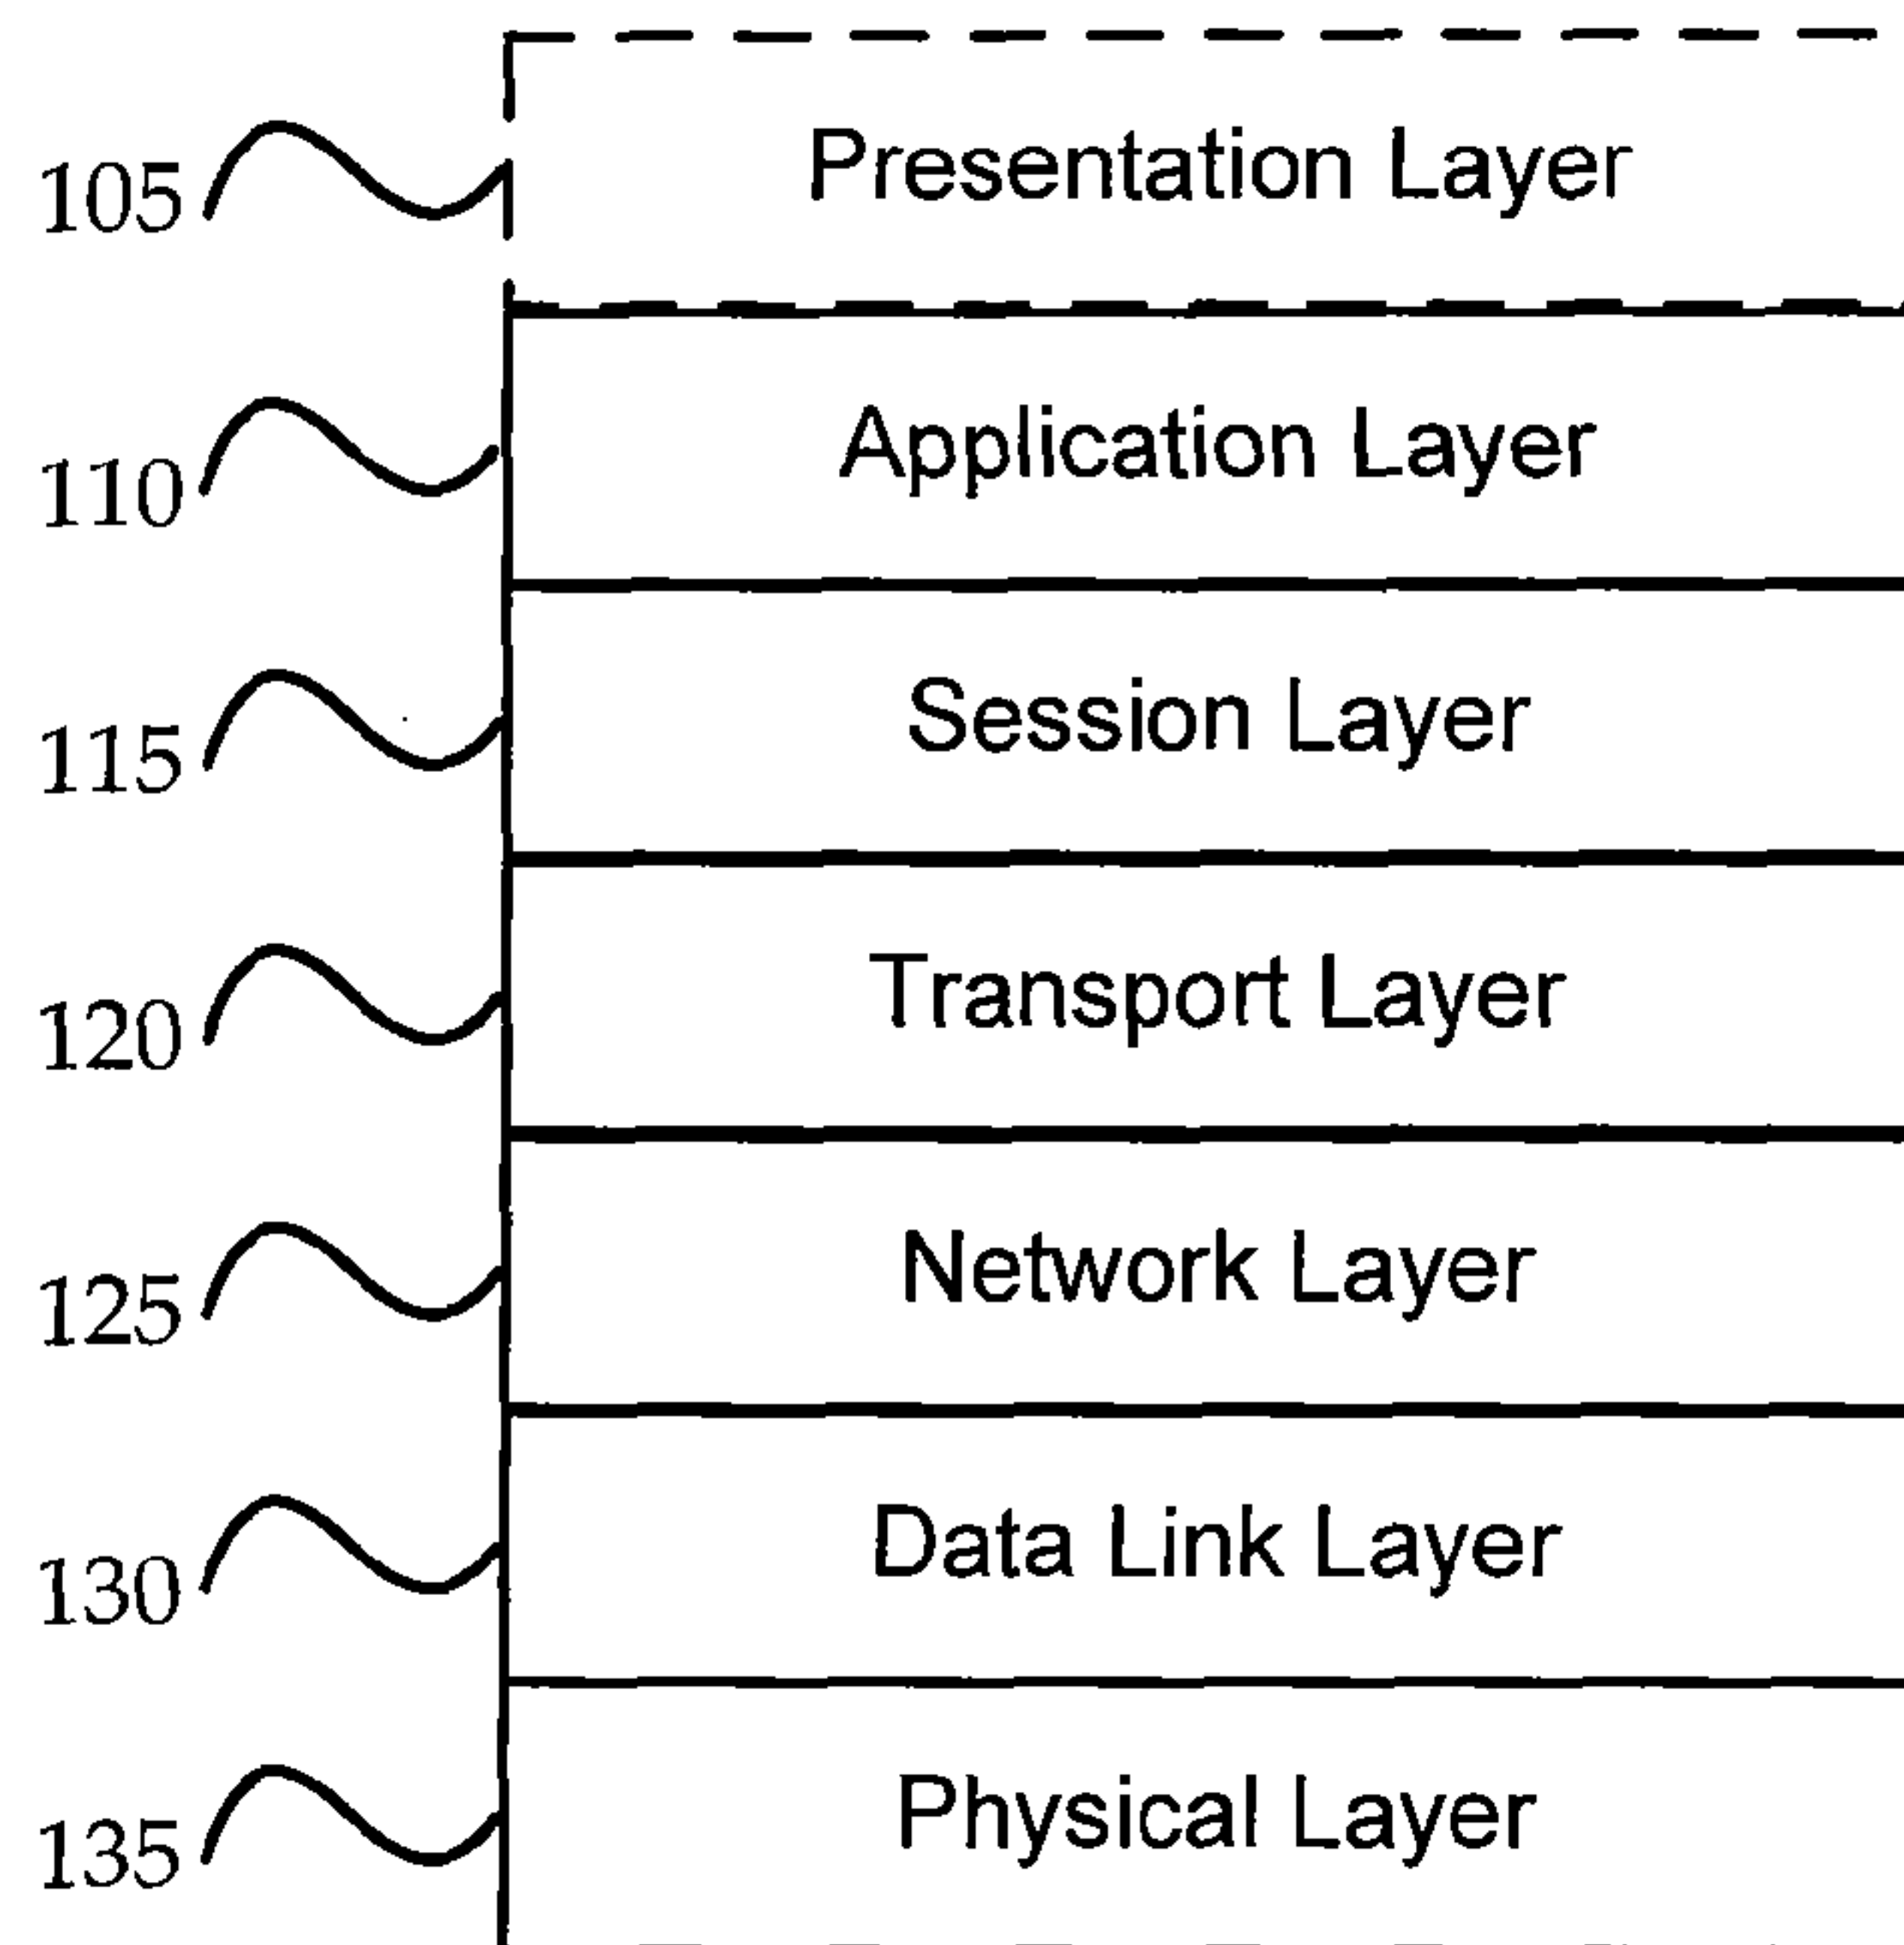 105 Presentation Layer
110 Application Layer
115 Session Layer
120 Transport Layer
125 Network Layer
130 Data Link Layer
135 Physical Layer